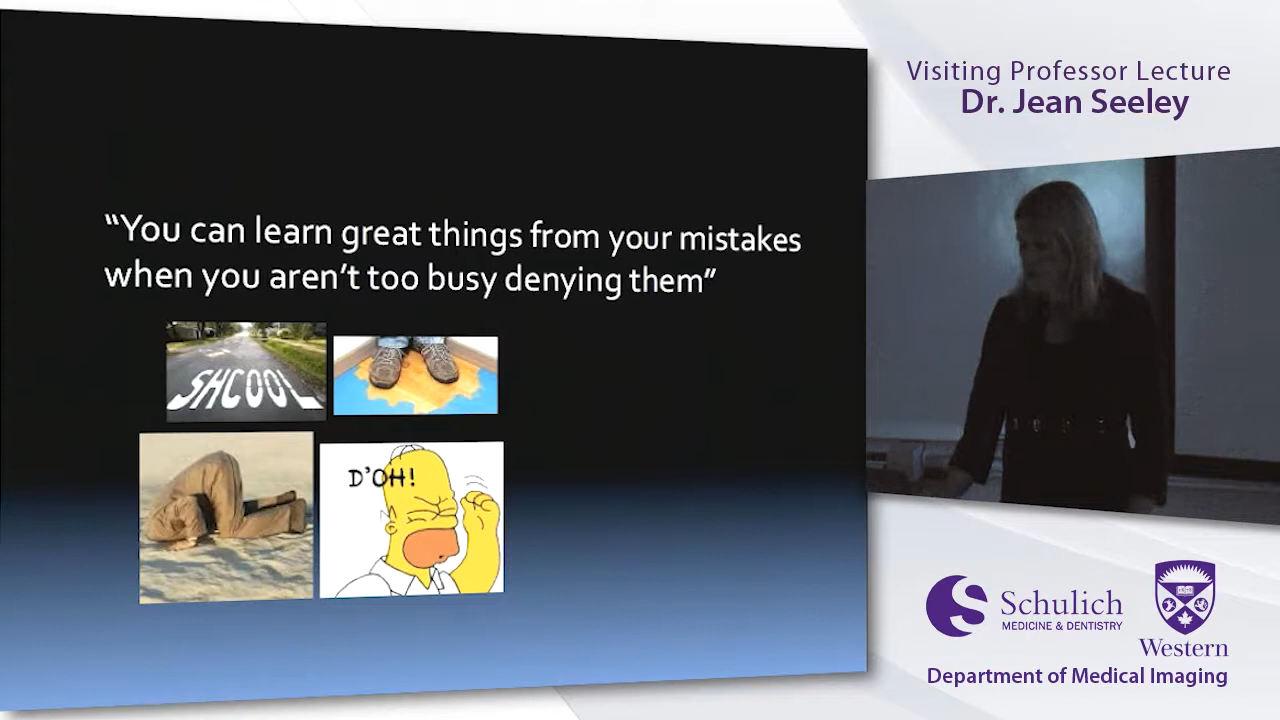 “You can learn great things from your mistakes
when you aren’t too busy denying them”
SHCOOL
D’OH!
Visiting Professor Lecture
Dr. Jean Seeley
Schulich
MEDICINE & DENTISTRY
Western
Department of Medical Imaging